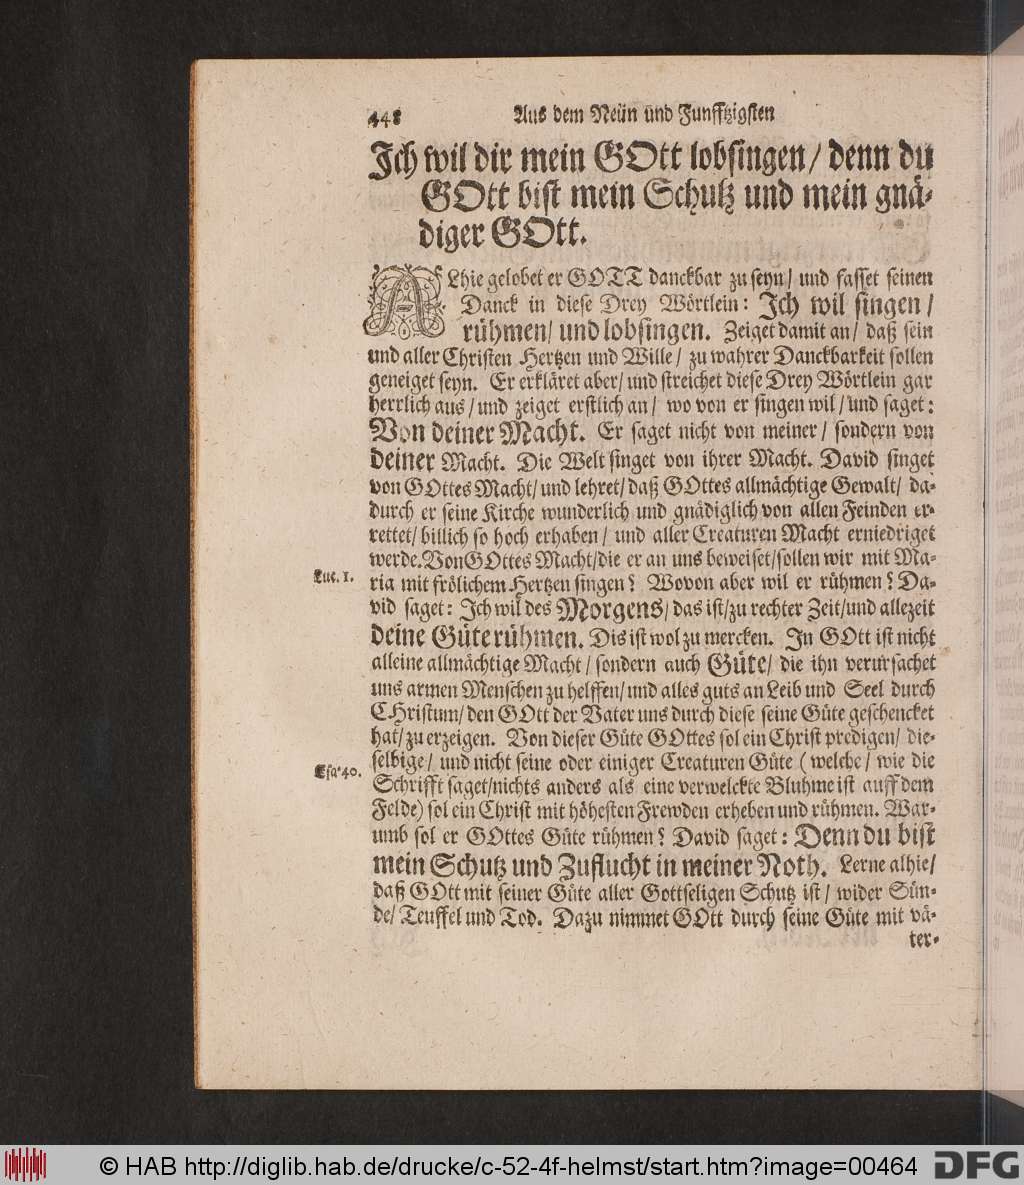 448 Aus dem Neün und Funfftzigsten
Jch wil dir mein GOtt lobsingen/ denn du
GOtt bist mein Schutz und mein gnä-
diger GOtt.
ALhie gelobet er GOTT danckbar zu seyn/ und fasset seinen
Danck in diese Drey Wörtlein: Jch wil singen/
rühmen/ und lobsingen. Zeiget damit an/ daß sein
und aller Christen Hertzen und Wille/ zu wahrer Danckbarkeit sollen
geneiget seyn. Er erkläret aber/ und streichet diese Drey Wörtlein gar
herrlich aus/ und zeiget erstlich an/ wo von er singen wil/ und saget:
Von deiner Macht. Er saget nicht von meiner/ sondern von
deiner Macht. Die Welt singet von ihrer Macht. David singet
von GOttes Macht/ und lehret/ daß GOttes allmächtige Gewalt/ da-
durch er seine Kirche wunderlich und gnädiglich von allen Feinden er-
rettet/ billich so hoch erhaben/ und aller Creaturen Macht erniedriget
werde. Von GOttes Macht/ die er an uns beweiset/ sollen wir mit Ma-
Luc. 1.
ria mit frölichem Hertzen singen? Wovon aber wil er rühmen? Da-
vid saget: Jch wil des Morgens/ das ist/ zu rechter Zeit/ und allezeit
deine Güte rühmen. Dis ist wol zu mercken. Jn GOtt ist nicht
alleine allmächtige Macht/ sondern auch Güte/ die ihn verursachet
uns armen Menschen zu helffen/ und alles guts an Leib und Seel durch
CHristum/ den GOtt der Vater uns durch diese seine Güte geschencket
hat/ zu erzeigen. Von dieser Güte GOttes sol ein Christ predigen/ die-
selbige/ und nicht seine oder einiger Creaturen Güte (welche/ wie die
Esa. 40.
Schrifft saget/ nichts anders als eine verwelckte Bluhme ist auff dem
Felde) sol ein Christ mit höhesten Frewden erheben und rühmen. War-
umb sol er GOttes Güte rühmen? David saget: Denn du bist
mein Schutz und Zuflucht in meiner Noth. Lerne alhie/
daß GOtt mit seiner Güte aller Gottseligen Schutz ist/ wider Sün-
de/ Teuffel und Tod. Dazu nimmet GOtt durch seine Güte mit vä-
ter-
© HAB http://diglib.hab.de/drucke/c-52-4f-helmst/start.htm?image=00464
DFG